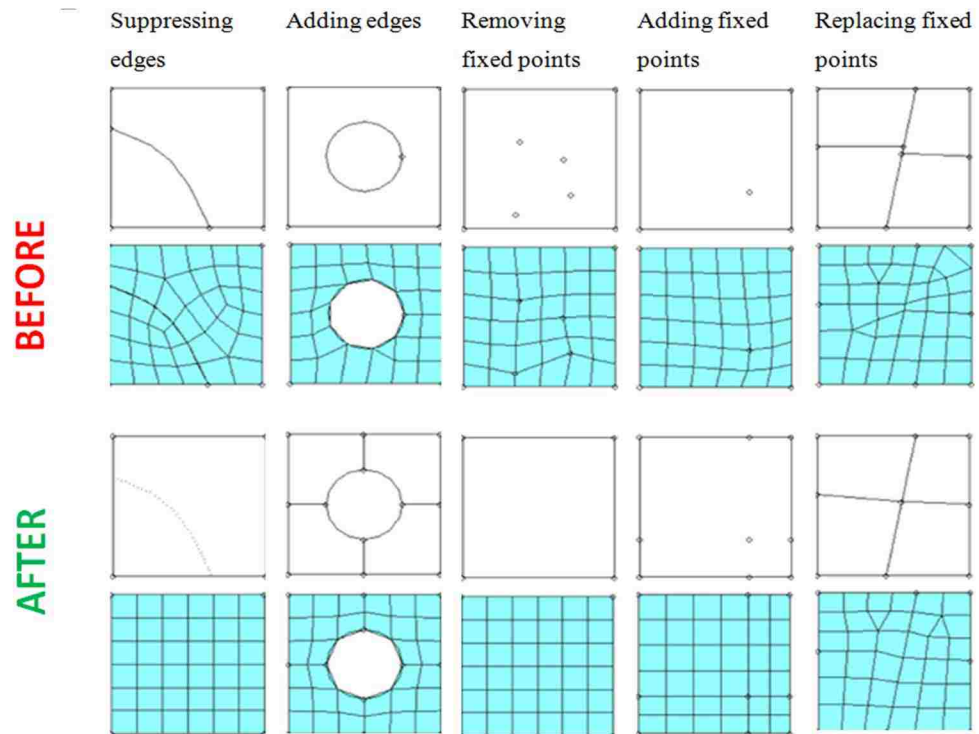 Suppressing
edges
Adding edges
Removing
fixed points
Adding fixed
points
Replacing fixed
points
BEFORE
AFTER